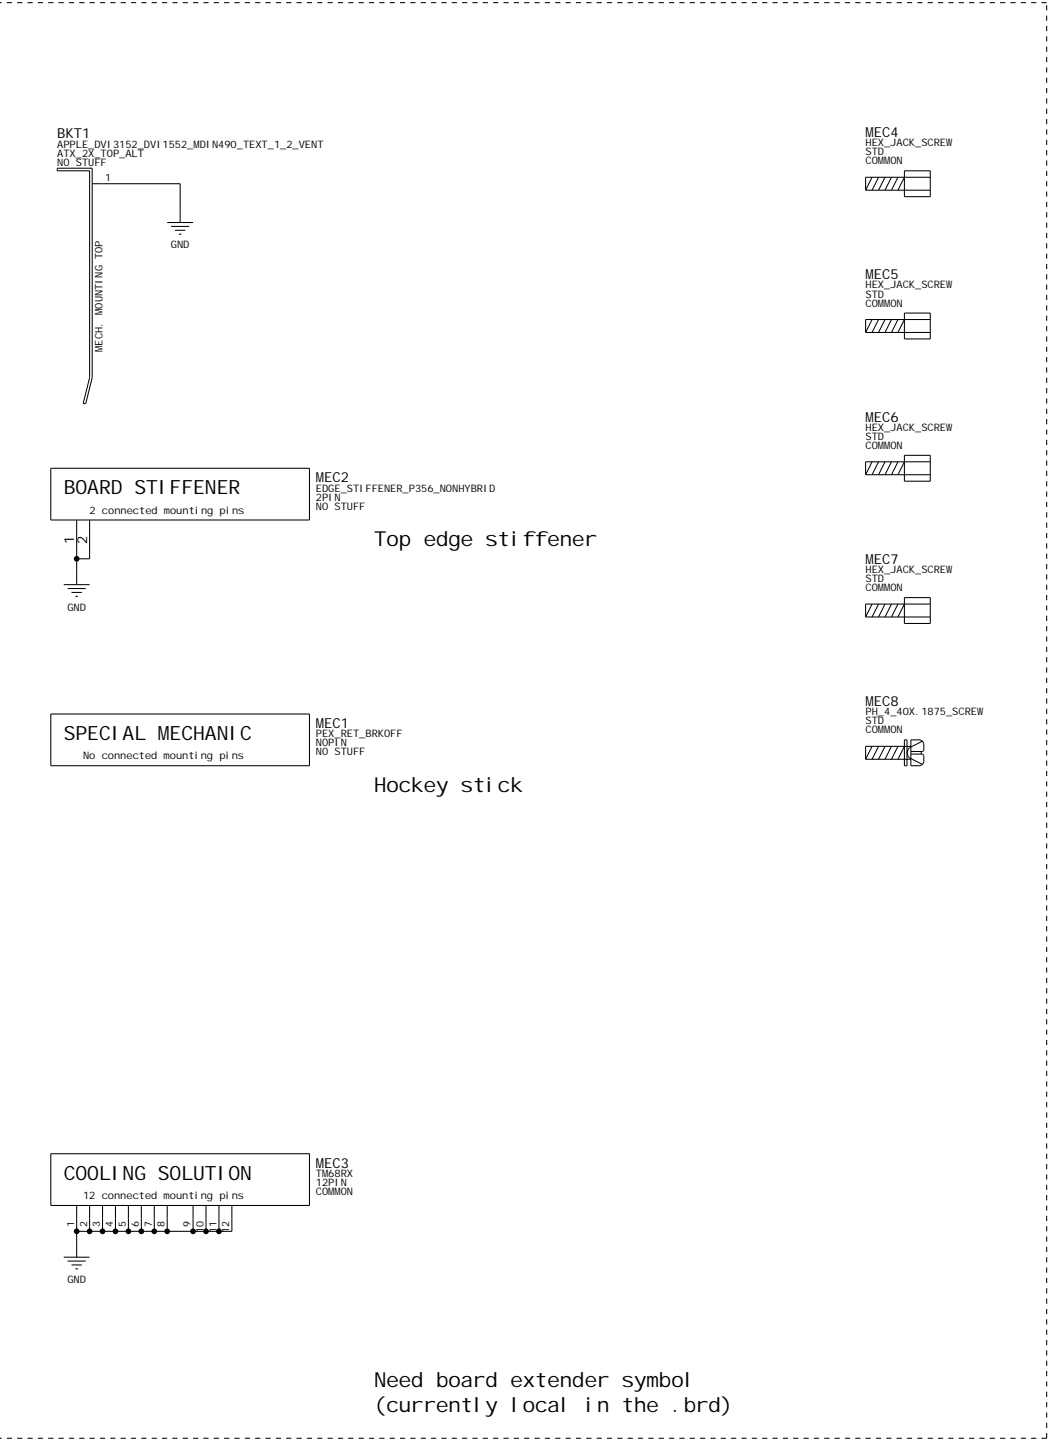 BKT1
APPLE_DVI3152_DVI1552_MDIN490_TEXT_1_2_VENT
ATX_2X_TOP_ALT
NO STUFF
1
GND
MECH. MOUNTING TOP
MEC4
HEX_JACK_SCREW
STD
COMMON
MEC5
HEX_JACK_SCREW
STD
COMMON
MEC6
HEX_JACK_SCREW
STD
COMMON
BOARD STIFFENER
2 connected mounting pins
1
2
GND
MEC2
EDGE_STIFFENER_P356_NONHYBRID
2PIN
NO STUFF
Top edge stiffener
MEC7
HEX_JACK_SCREW
STD
COMMON
SPECIAL MECHANIC
No connected mounting pins
MEC1
PEX_RET_BRKOFF
NOPIN
NO STUFF
Hockey stick
MEC8
PH_4_40X.1875_SCREW
STD
COMMON
COOLING SOLUTION
12 connected mounting pins
1
2
3
4
5
6
7
8
9
10
11
12
GND
MEC3
TM68RX
12PIN
COMMON
Need board extender symbol
(currently local in the .brd)